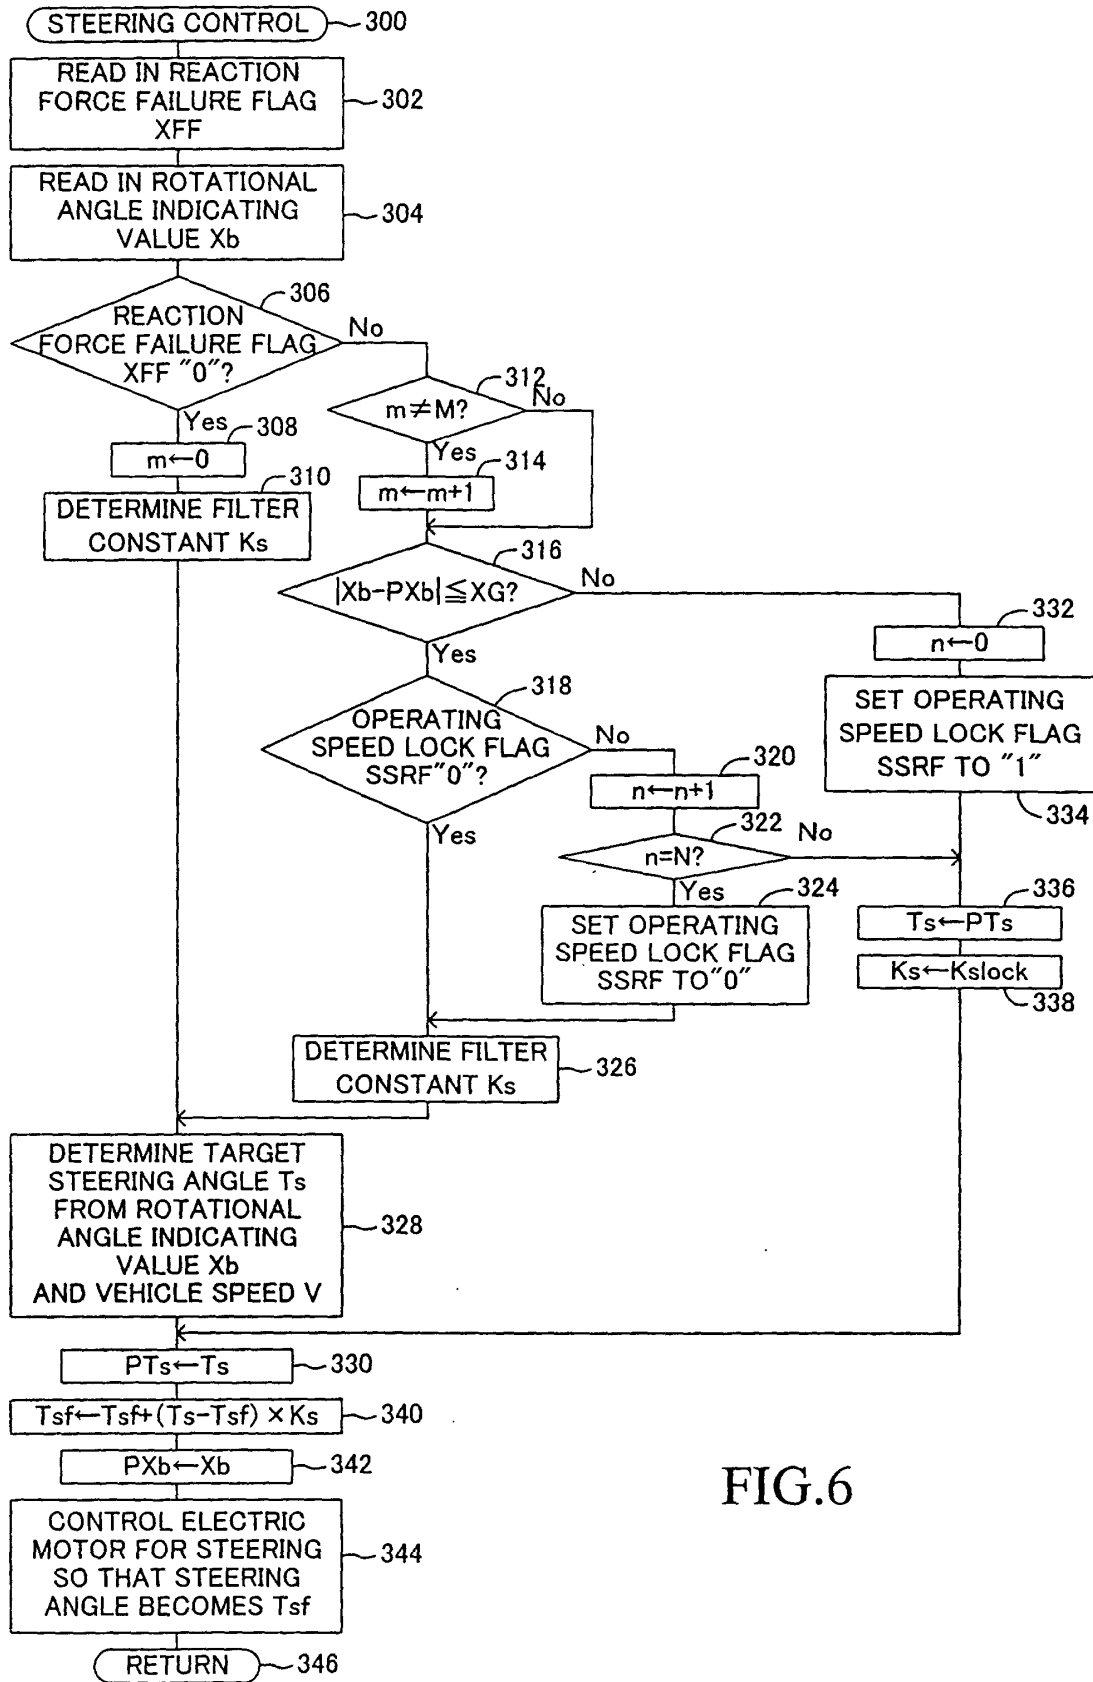 STEERING CONTROL
300
READ IN REACTION
FORCE FAILURE FLAG
XFF
302
READ IN ROTATIONAL
ANGLE INDICATING
VALUE Xb
304
306
REACTION
FORCE FAILURE FLAG
XFF "0"?
No
Yes
308
m←0
310
DETERMINE FILTER
CONSTANT Ks
312
m≠M?
No
Yes
314
m←m+1
316
|Xb-PXb|≦XG?
No
Yes
332
n←0
318
OPERATING
SPEED LOCK FLAG
SSRF"0"?
No
Yes
SET OPERATING
SPEED LOCK FLAG
SSRF TO "1"
334
320
n←n+1
322
n=N?
No
Yes
324
SET OPERATING
SPEED LOCK FLAG
SSRF TO"0"
336
Ts←PTs
Ks←Kslock
338
DETERMINE FILTER
CONSTANT Ks
326
DETERMINE TARGET
STEERING ANGLE Ts
FROM ROTATIONAL
ANGLE INDICATING
VALUE Xb
AND VEHICLE SPEED V
328
PTs←Ts
330
Tsf←Tsf+(Ts-Tsf)×Ks
340
PXb←Xb
342
CONTROL ELECTRIC
MOTOR FOR STEERING
SO THAT STEERING
ANGLE BECOMES Tsf
344
RETURN
346
FIG.6